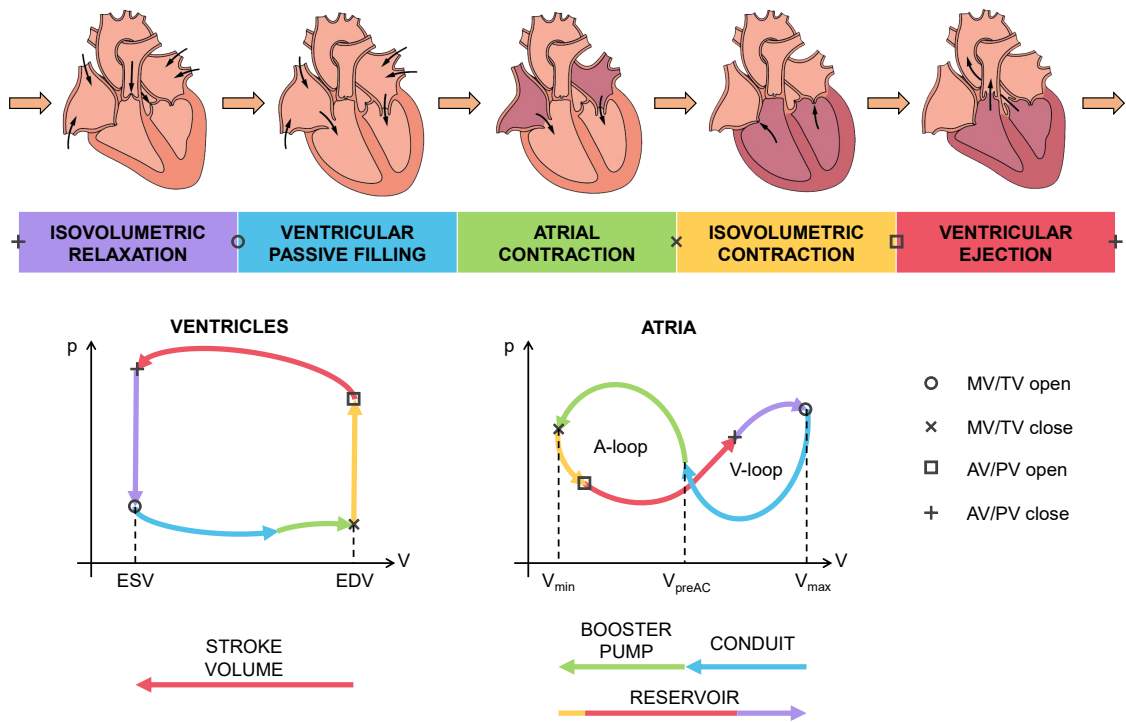 ISOVOLUMETRIC
RELAXATION
VENTRICULAR
PASSIVE FILLING
ATRIAL
CONTRACTION
ISOVOLUMETRIC
CONTRACTION
VENTRICULAR
EJECTION
VENTRICLES
p
V
ESV
EDV
STROKE
VOLUME
ATRIA
p
A-loop
V-loop
V
Vmin
VpreAC
Vmax
BOOSTER
PUMP
CONDUIT
RESERVOIR
MV/TV open
MV/TV close
AV/PV open
AV/PV close